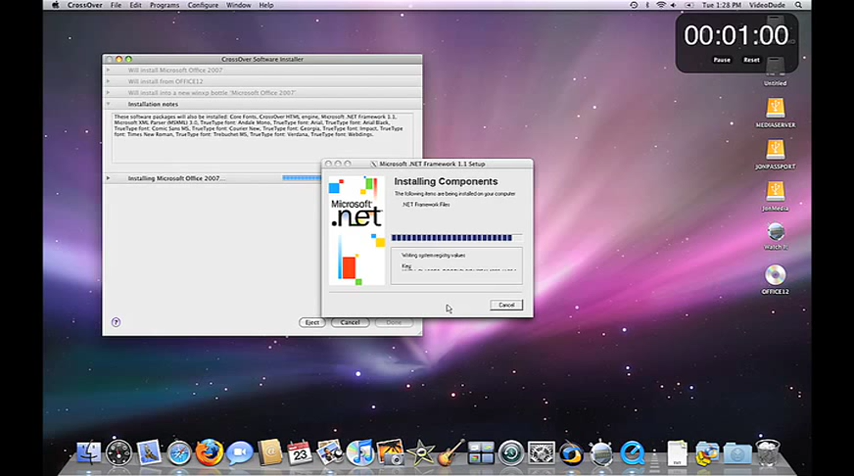 CrossOver File Edit Programs Configure Window Help
Tue 1:28 PM VideoDude
00:01:00
Pause Reset
Untitled
MEDIASERVER
JONPASSPORT
JonMedia
Watch It
OFFICE12
CrossOver Software Installer
Will install Microsoft Office 2007
Will install from OFFICE12
Will install into a new winxp bottle 'Microsoft Office 2007'
Installation notes
These software packages will also be installed: Core Fonts, CrossOver HTML engine, Microsoft .NET Framework 1.1,
Microsoft XML Parser (MSXML) 3.0, TrueType font: Andale Mono, TrueType font: Arial, TrueType font: Arial Black,
TrueType font: Comic Sans MS, TrueType font: Courier New, TrueType font: Georgia, TrueType font: Impact, TrueType
font: Times New Roman, TrueType font: Trebuchet MS, TrueType font: Verdana, TrueType font: Webdings.
Installing Microsoft Office 2007...
Eject Cancel Done
Microsoft .NET Framework 1.1 Setup
Microsoft
.net
Installing Components
The following items are being installed on your computer
.NET Framework Files
Writing system registry values
Key:
Cancel
23